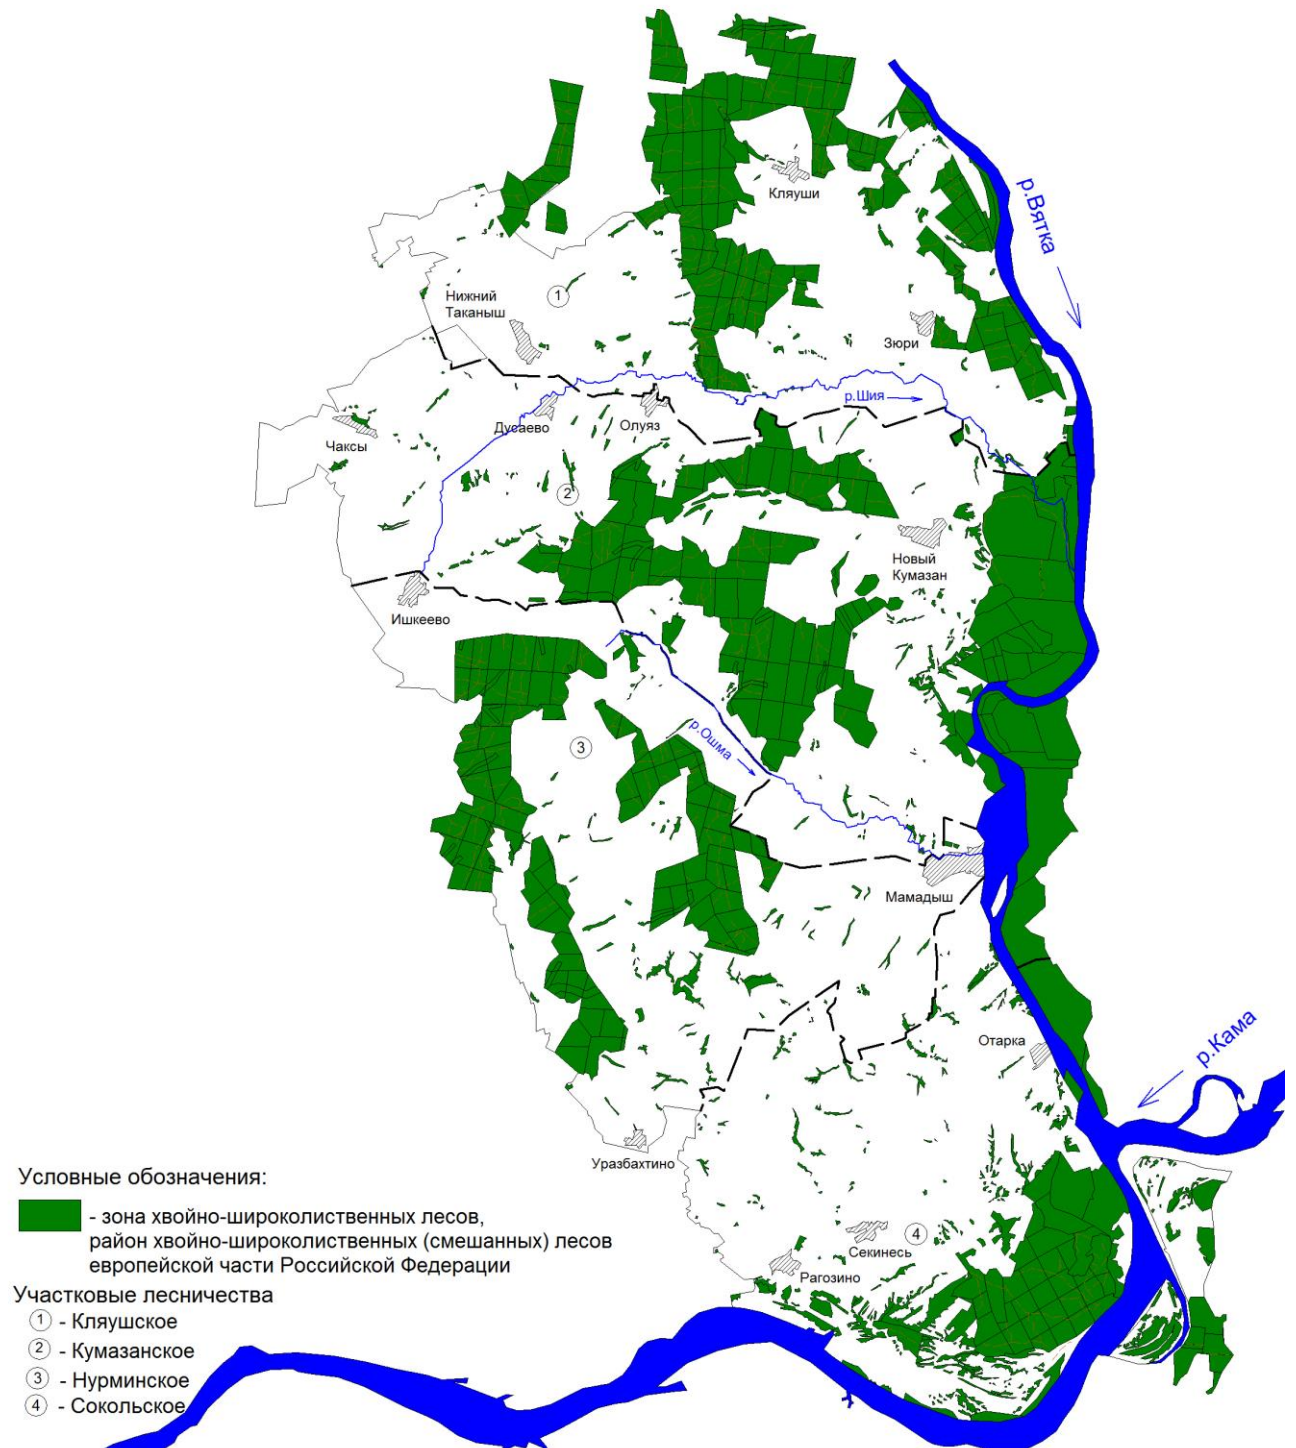 Кляуши
р.Вятка
1
Нижний
Таканыш
Зюри
р.Шия
Дусаево
Олуяз
Чаксы
2
Новый
Кумазан
Ишкеево
3
р.Ошма
Мамадыш
Отарка
р.Кама
Уразбахтино
4
Секинесь
Рагозино
Условные обозначения:
- зона хвойно-широколиственных лесов,
район хвойно-широколиственных (смешанных) лесов
европейской части Российской Федерации
Участковые лесничества
1 - Кляушское
2 - Кумазанское
3 - Нурминское
4 - Сокольское